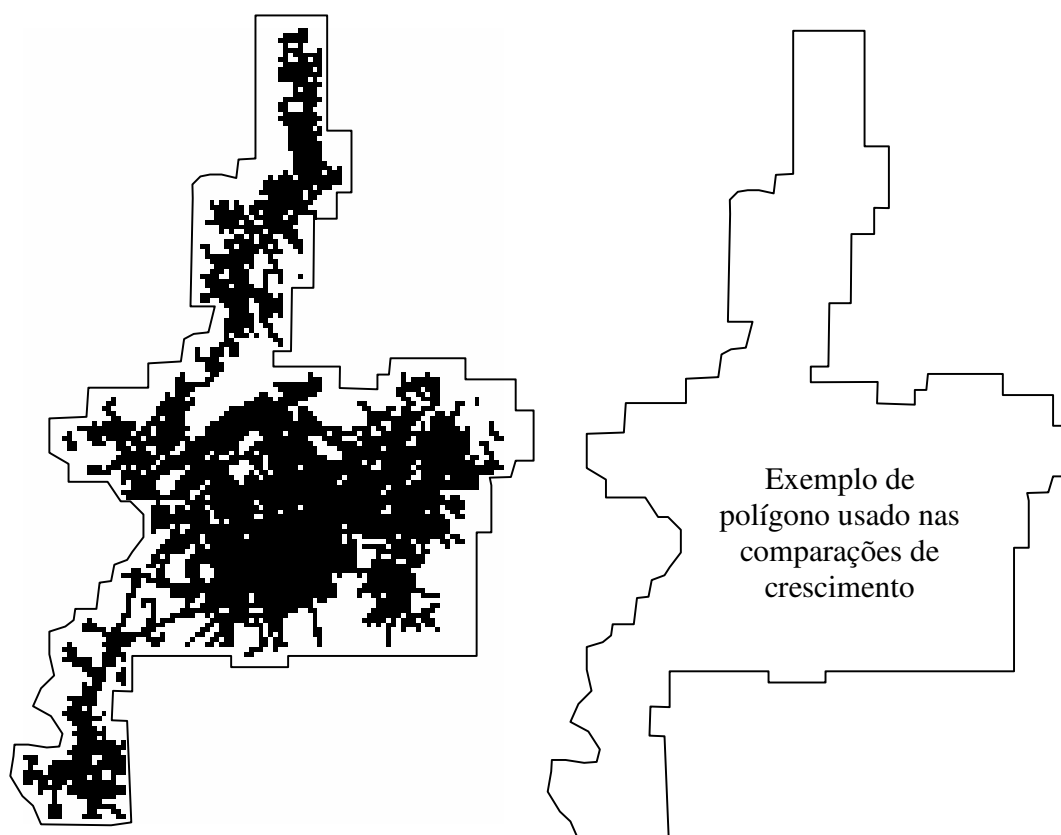 Exemplo de
polígono usado nas
comparações de
crescimento